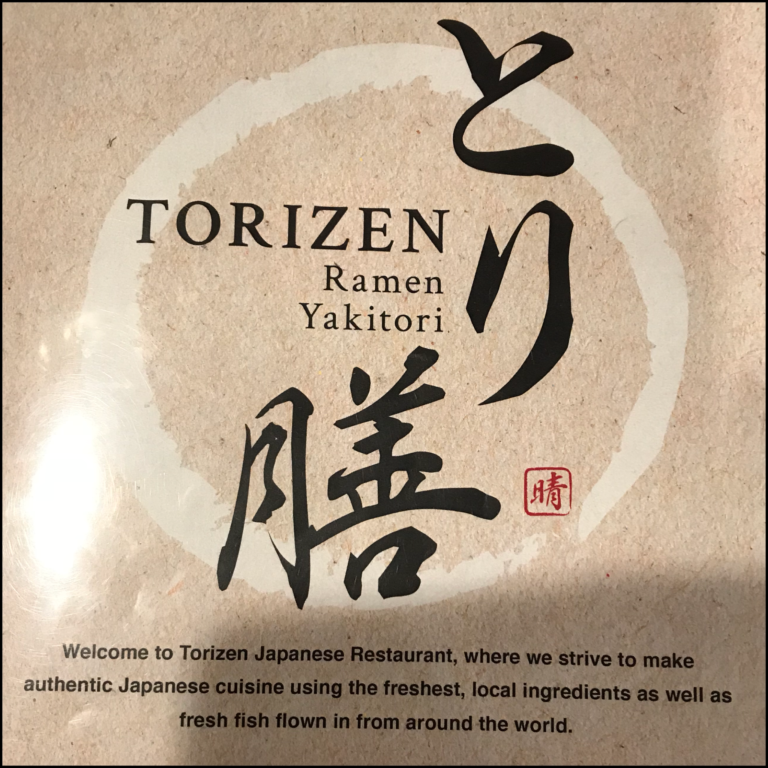 とり膳
TORIZEN
Ramen
Yakitori
晴
Welcome to Torizen Japanese Restaurant, where we strive to make
authentic Japanese cuisine using the freshest, local ingredients as well as
fresh fish flown in from around the world.